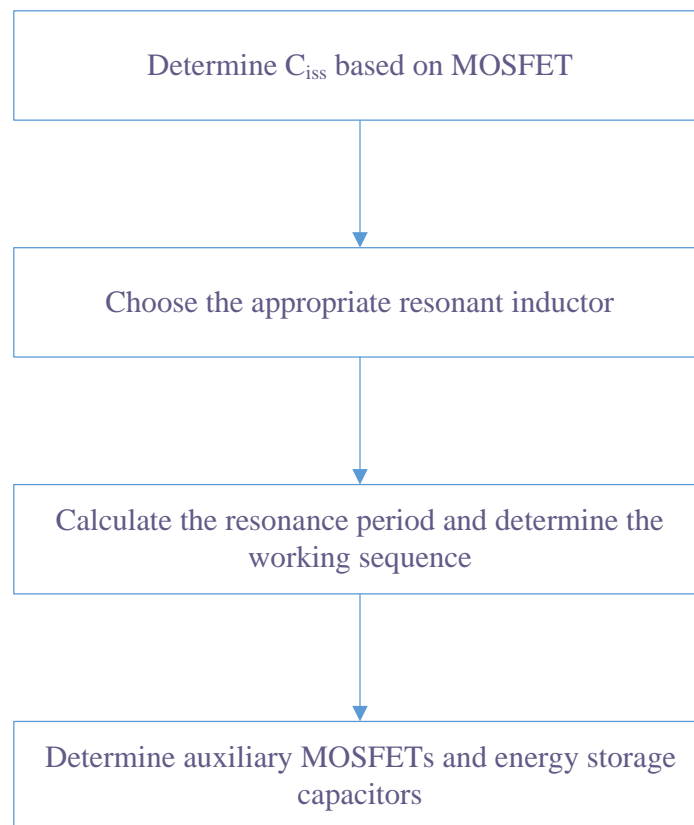 Determine Ciss based on MOSFET
Choose the appropriate resonant inductor
Calculate the resonance period and determine the
working sequence
Determine auxiliary MOSFETs and energy storage
capacitors